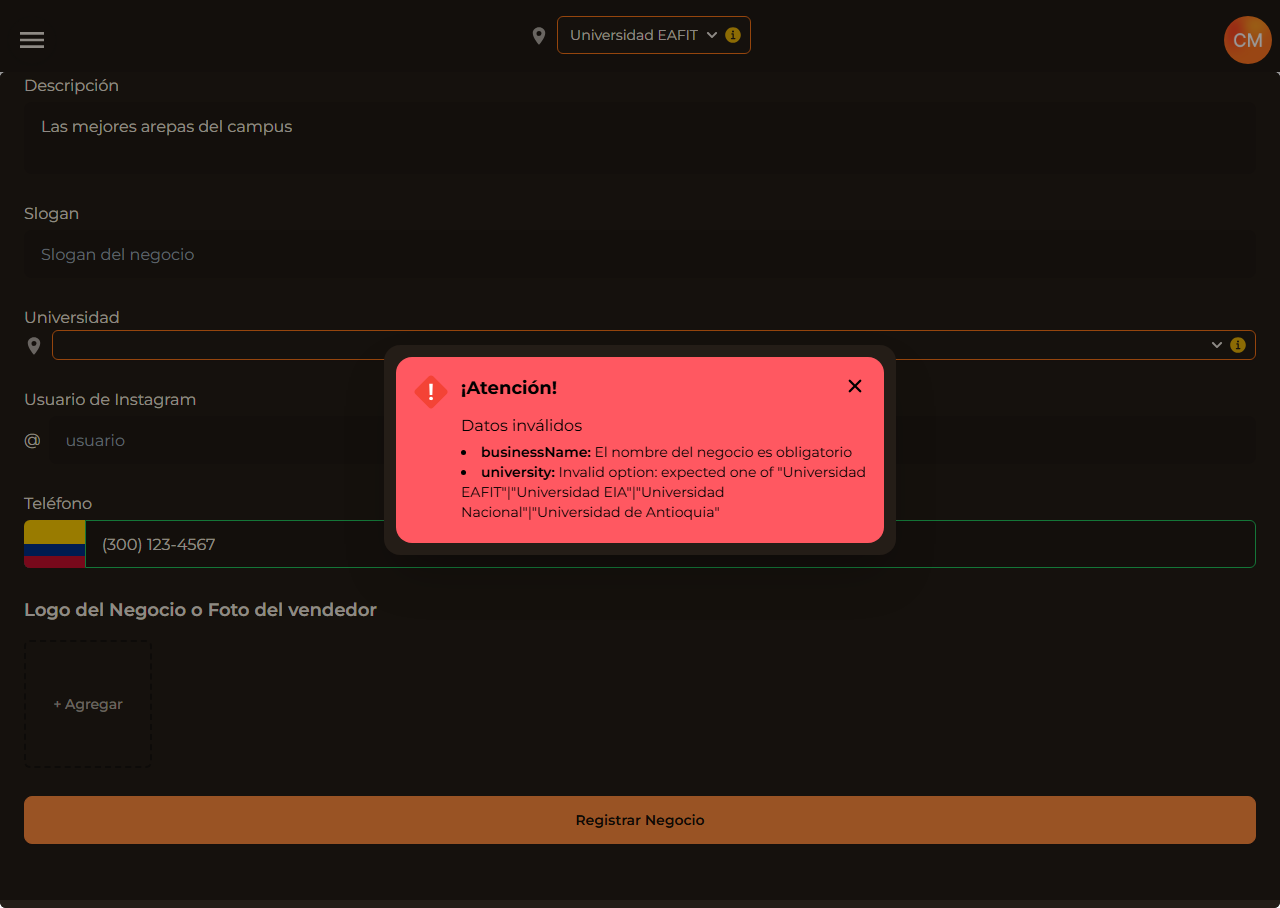 Universidad EAFIT
CM
Descripción
Las mejores arepas del campus
Slogan
Slogan del negocio
Universidad
Usuario de Instagram
@ usuario
¡Atención!
Datos inválidos
• businessName: El nombre del negocio es obligatorio
• university: Invalid option: expected one of "Universidad
EAFIT"|"Universidad EIA"|"Universidad
Nacional"|"Universidad de Antioquia"
Teléfono
(300) 123-4567
Logo del Negocio o Foto del vendedor
+ Agregar
Registrar Negocio